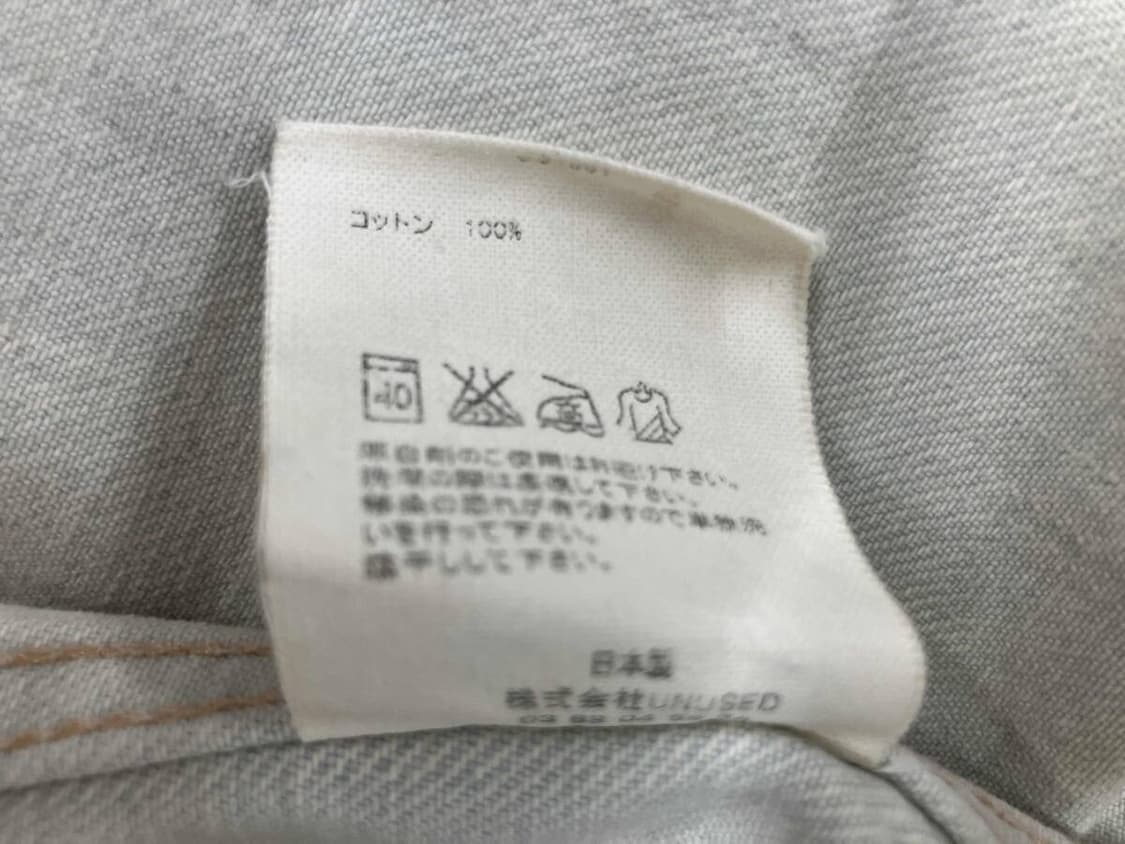 コットン 100%
40
蛍白剤のご使用はお避け下さい。
洗濯の際は裏返して下さい。
移染の恐れが有りますので単独洗
いを行って下さい。
陰干しして下さい。
日本製
株式会社UNUSED